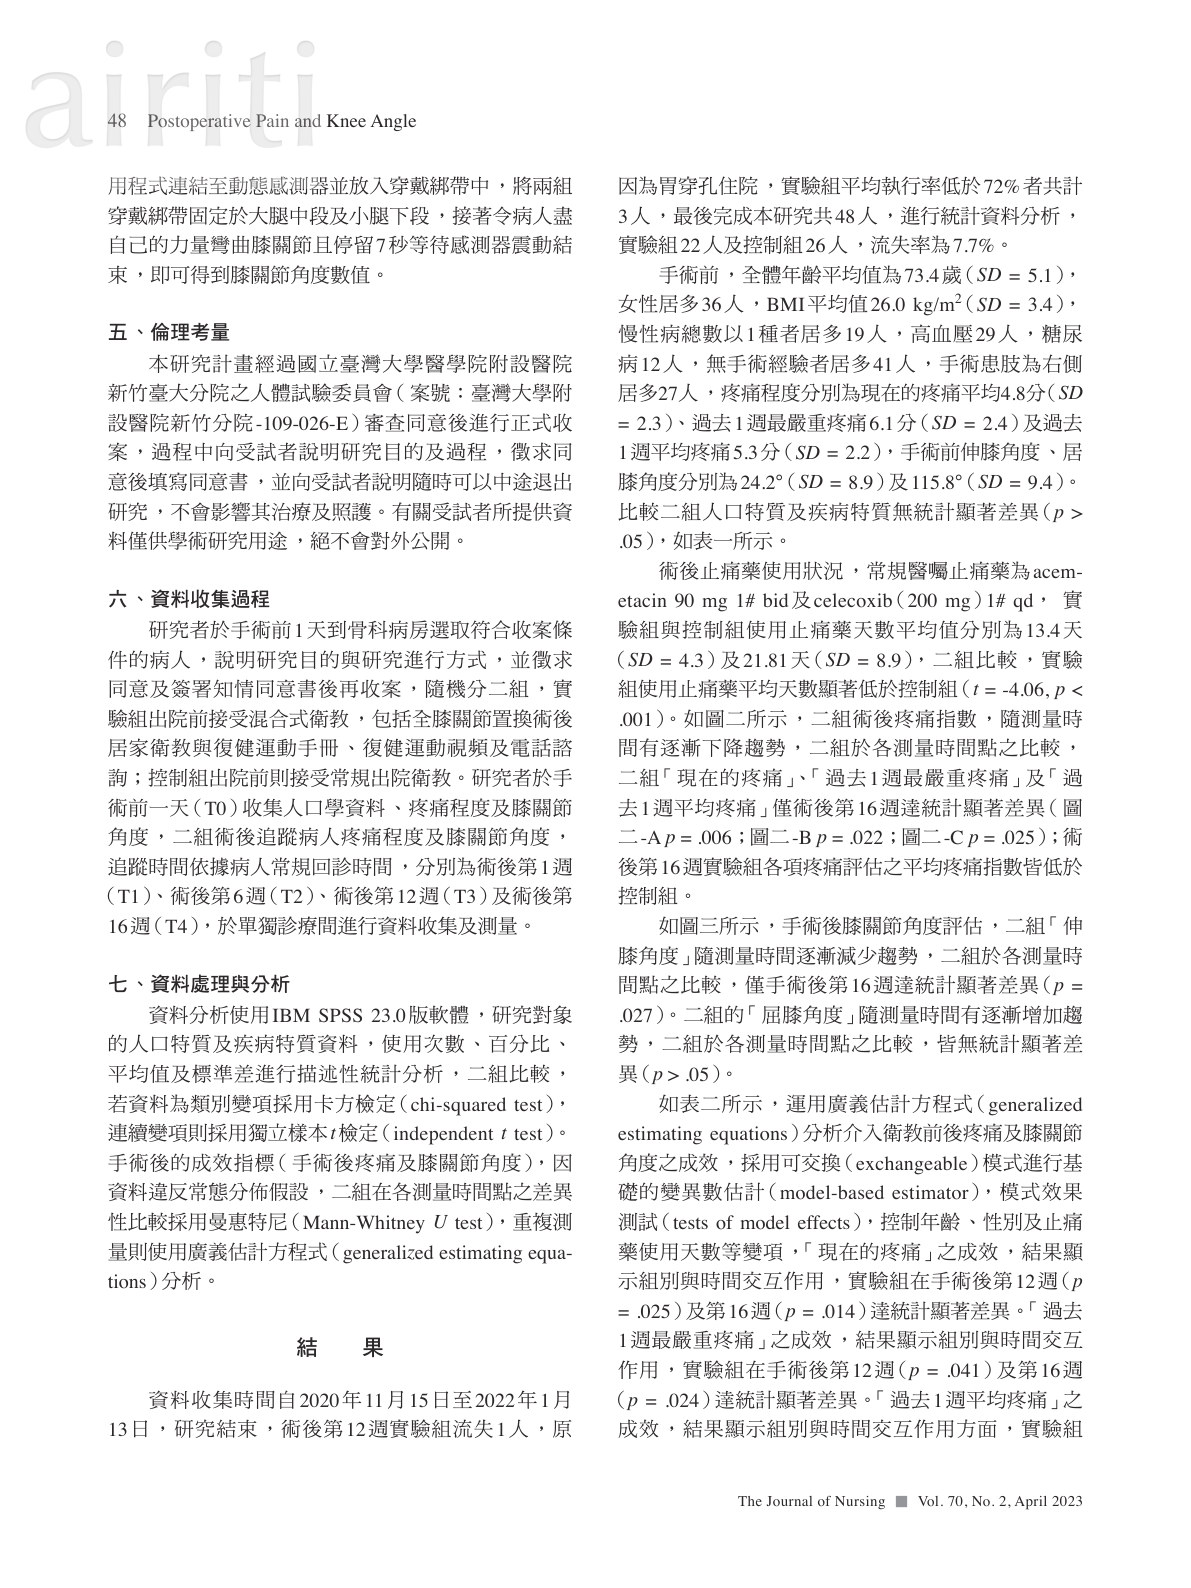 airiti
48 Postoperative Pain and Knee Angle
用程式連結至動態感測器並放入穿戴綁帶中，將兩組
穿戴綁帶固定於大腿中段及小腿下段，接著令病人盡
自己的力量彎曲膝關節且停留7秒等待感測器震動結
束，即可得到膝關節角度數值。
五、倫理考量
本研究計畫經過國立臺灣大學醫學院附設醫院
新竹臺大分院之人體試驗委員會（案號：臺灣大學附
設醫院新竹分院-109-026-E）審查同意後進行正式收
案，過程中向受試者說明研究目的及過程，徵求同
意後填寫同意書，並向受試者說明隨時可以中途退出
研究，不會影響其治療及照護。有關受試者所提供資
料僅供學術研究用途，絕不會對外公開。
六、資料收集過程
研究者於手術前1天到骨科病房選取符合收案條
件的病人，說明研究目的與研究進行方式，並徵求
同意及簽署知情同意書後再收案，隨機分二組，實
驗組出院前接受混合式衛教，包括全膝關節置換術後
居家衛教與復健運動手冊、復健運動視頻及電話諮
詢；控制組出院前則接受常規出院衛教。研究者於手
術前一天（T0）收集人口學資料、疼痛程度及膝關節
角度，二組術後追蹤病人疼痛程度及膝關節角度，
追蹤時間依據病人常規回診時間，分別為術後第1週
（T1）、術後第6週（T2）、術後第12週（T3）及術後第
16週（T4），於單獨診療間進行資料收集及測量。
七、資料處理與分析
資料分析使用IBM SPSS 23.0版軟體，研究對象
的人口特質及疾病特質資料，使用次數、百分比、
平均值及標準差進行描述性統計分析，二組比較，
若資料為類別變項採用卡方檢定（chi-squared test），
連續變項則採用獨立樣本t檢定（independent t test）。
手術後的成效指標（手術後疼痛及膝關節角度），因
資料違反常態分佈假設，二組在各測量時間點之差異
性比較採用曼惠特尼（Mann-Whitney U test），重複測
量則使用廣義估計方程式（generalized estimating equa-
tions）分析。
結　果
資料收集時間自2020年11月15日至2022年1月
13日，研究結束，術後第12週實驗組流失1人，原
因為胃穿孔住院，實驗組平均執行率低於72%者共計
3人，最後完成本研究共48人，進行統計資料分析，
實驗組22人及控制組26人，流失率為7.7%。
手術前，全體年齡平均值為73.4歲（SD = 5.1），
女性居多36人，BMI平均值26.0 kg/m²（SD = 3.4），
慢性病總數以1種者居多19人，高血壓29人，糖尿
病12人，無手術經驗者居多41人，手術患肢為右側
居多27人，疼痛程度分別為現在的疼痛平均4.8分（SD
= 2.3）、過去1週最嚴重疼痛6.1分（SD = 2.4）及過去
1週平均疼痛5.3分（SD = 2.2），手術前伸膝角度、居
膝角度分別為24.2°（SD = 8.9）及115.8°（SD = 9.4）。
比較二組人口特質及疾病特質無統計顯著差異（p >
.05），如表一所示。
術後止痛藥使用狀況，常規醫囑止痛藥為acem-
etacin 90 mg 1# bid及celecoxib（200 mg）1# qd，實
驗組與控制組使用止痛藥天數平均值分別為13.4天
（SD = 4.3）及21.81天（SD = 8.9），二組比較，實驗
組使用止痛藥平均天數顯著低於控制組（t = -4.06, p <
.001）。如圖二所示，二組術後疼痛指數，隨測量時
間有逐漸下降趨勢，二組於各測量時間點之比較，
二組「現在的疼痛」、「過去1週最嚴重疼痛」及「過
去1週平均疼痛」僅術後第16週達統計顯著差異（圖
二-A p = .006；圖二-B p = .022；圖二-C p = .025）；術
後第16週實驗組各項疼痛評估之平均疼痛指數皆低於
控制組。
如圖三所示，手術後膝關節角度評估，二組「伸
膝角度」隨測量時間逐漸減少趨勢，二組於各測量時
間點之比較，僅手術後第16週達統計顯著差異（p =
.027）。二組的「屈膝角度」隨測量時間有逐漸增加趨
勢，二組於各測量時間點之比較，皆無統計顯著差
異（p > .05）。
如表二所示，運用廣義估計方程式（generalized
estimating equations）分析介入衛教前後疼痛及膝關節
角度之成效，採用可交換（exchangeable）模式進行基
礎的變異數估計（model-based estimator），模式效果
測試（tests of model effects），控制年齡、性別及止痛
藥使用天數等變項，「現在的疼痛」之成效，結果顯
示組別與時間交互作用，實驗組在手術後第12週（p
= .025）及第16週（p = .014）達統計顯著差異。「過去
1週最嚴重疼痛」之成效，結果顯示組別與時間交互
作用，實驗組在手術後第12週（p = .041）及第16週
（p = .024）達統計顯著差異。「過去1週平均疼痛」之
成效，結果顯示組別與時間交互作用方面，實驗組
The Journal of Nursing ■ Vol. 70, No. 2, April 2023